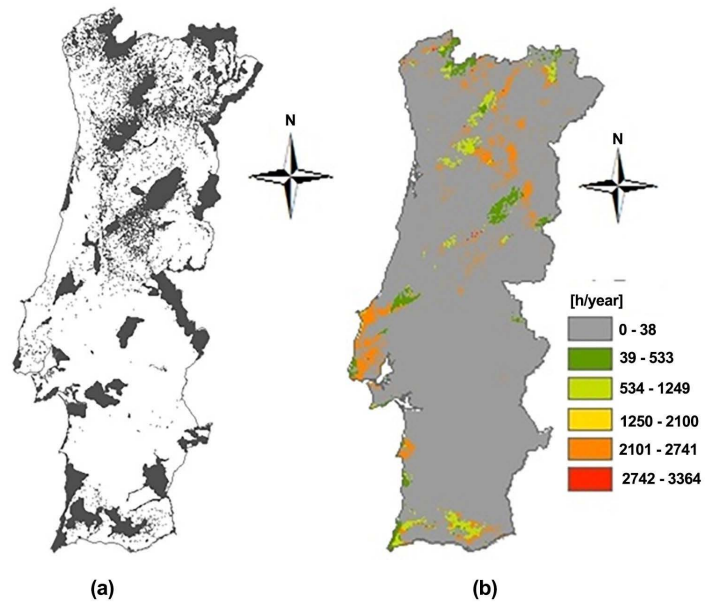 N
N
[h/year]
0 - 38
39 - 533
534 - 1249
1250 - 2100
2101 - 2741
2742 - 3364
(a)
(b)